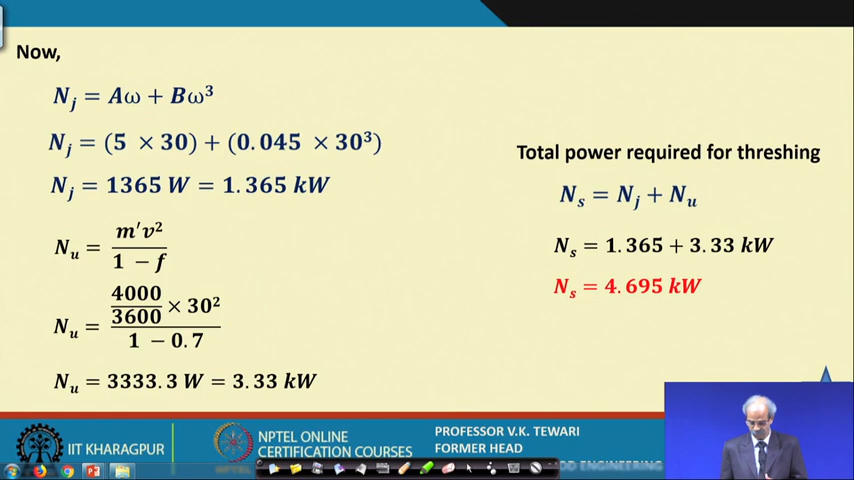 Now,
N_j = Aω + Bω³
N_j = (5 × 30) + (0.045 × 30³)
N_j = 1365 W = 1.365 kW
N_u = m′v² / 1 − f
N_u = 4000/3600 × 30² / 1 − 0.7
N_u = 3333.3 W = 3.33 kW
Total power required for threshing
N_s = N_j + N_u
N_s = 1.365 + 3.33 kW
N_s = 4.695 kW
IIT KHARAGPUR
NPTEL ONLINE
CERTIFICATION COURSES
PROFESSOR V.K. TEWARI
FORMER HEAD
ENGINEERING